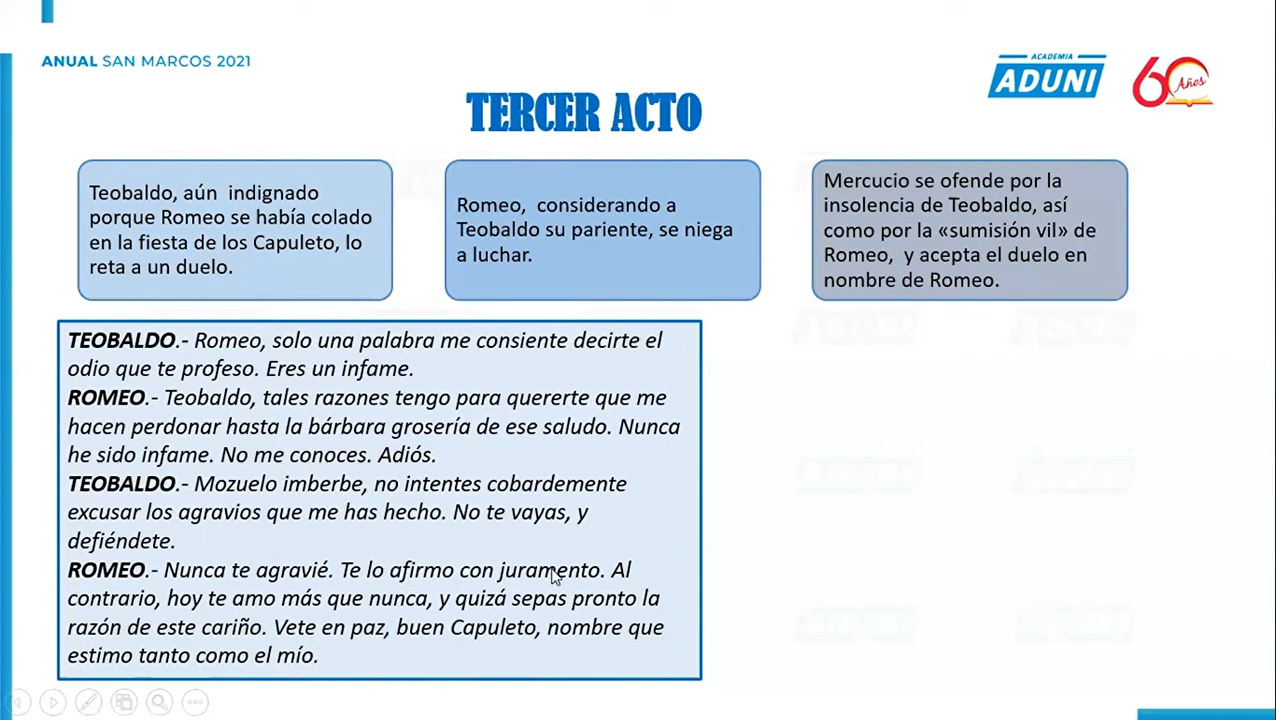 ANUAL SAN MARCOS 2021
ACADEMIA
ADUNI
60 Años
TERCER ACTO
Teobaldo, aún indignado
porque Romeo se había colado
en la fiesta de los Capuleto, lo
reta a un duelo.
Romeo, considerando a
Teobaldo su pariente, se niega
a luchar.
Mercucio se ofende por la
insolencia de Teobaldo, así
como por la «sumisión vil» de
Romeo, y acepta el duelo en
nombre de Romeo.
TEOBALDO.- Romeo, solo una palabra me consiente decirte el
odio que te profeso. Eres un infame.
ROMEO.- Teobaldo, tales razones tengo para quererte que me
hacen perdonar hasta la bárbara grosería de ese saludo. Nunca
he sido infame. No me conoces. Adiós.
TEOBALDO.- Mozuelo imberbe, no intentes cobardemente
excusar los agravios que me has hecho. No te vayas, y
defiéndete.
ROMEO.- Nunca te agravié. Te lo afirmo con juramento. Al
contrario, hoy te amo más que nunca, y quizá sepas pronto la
razón de este cariño. Vete en paz, buen Capuleto, nombre que
estimo tanto como el mío.